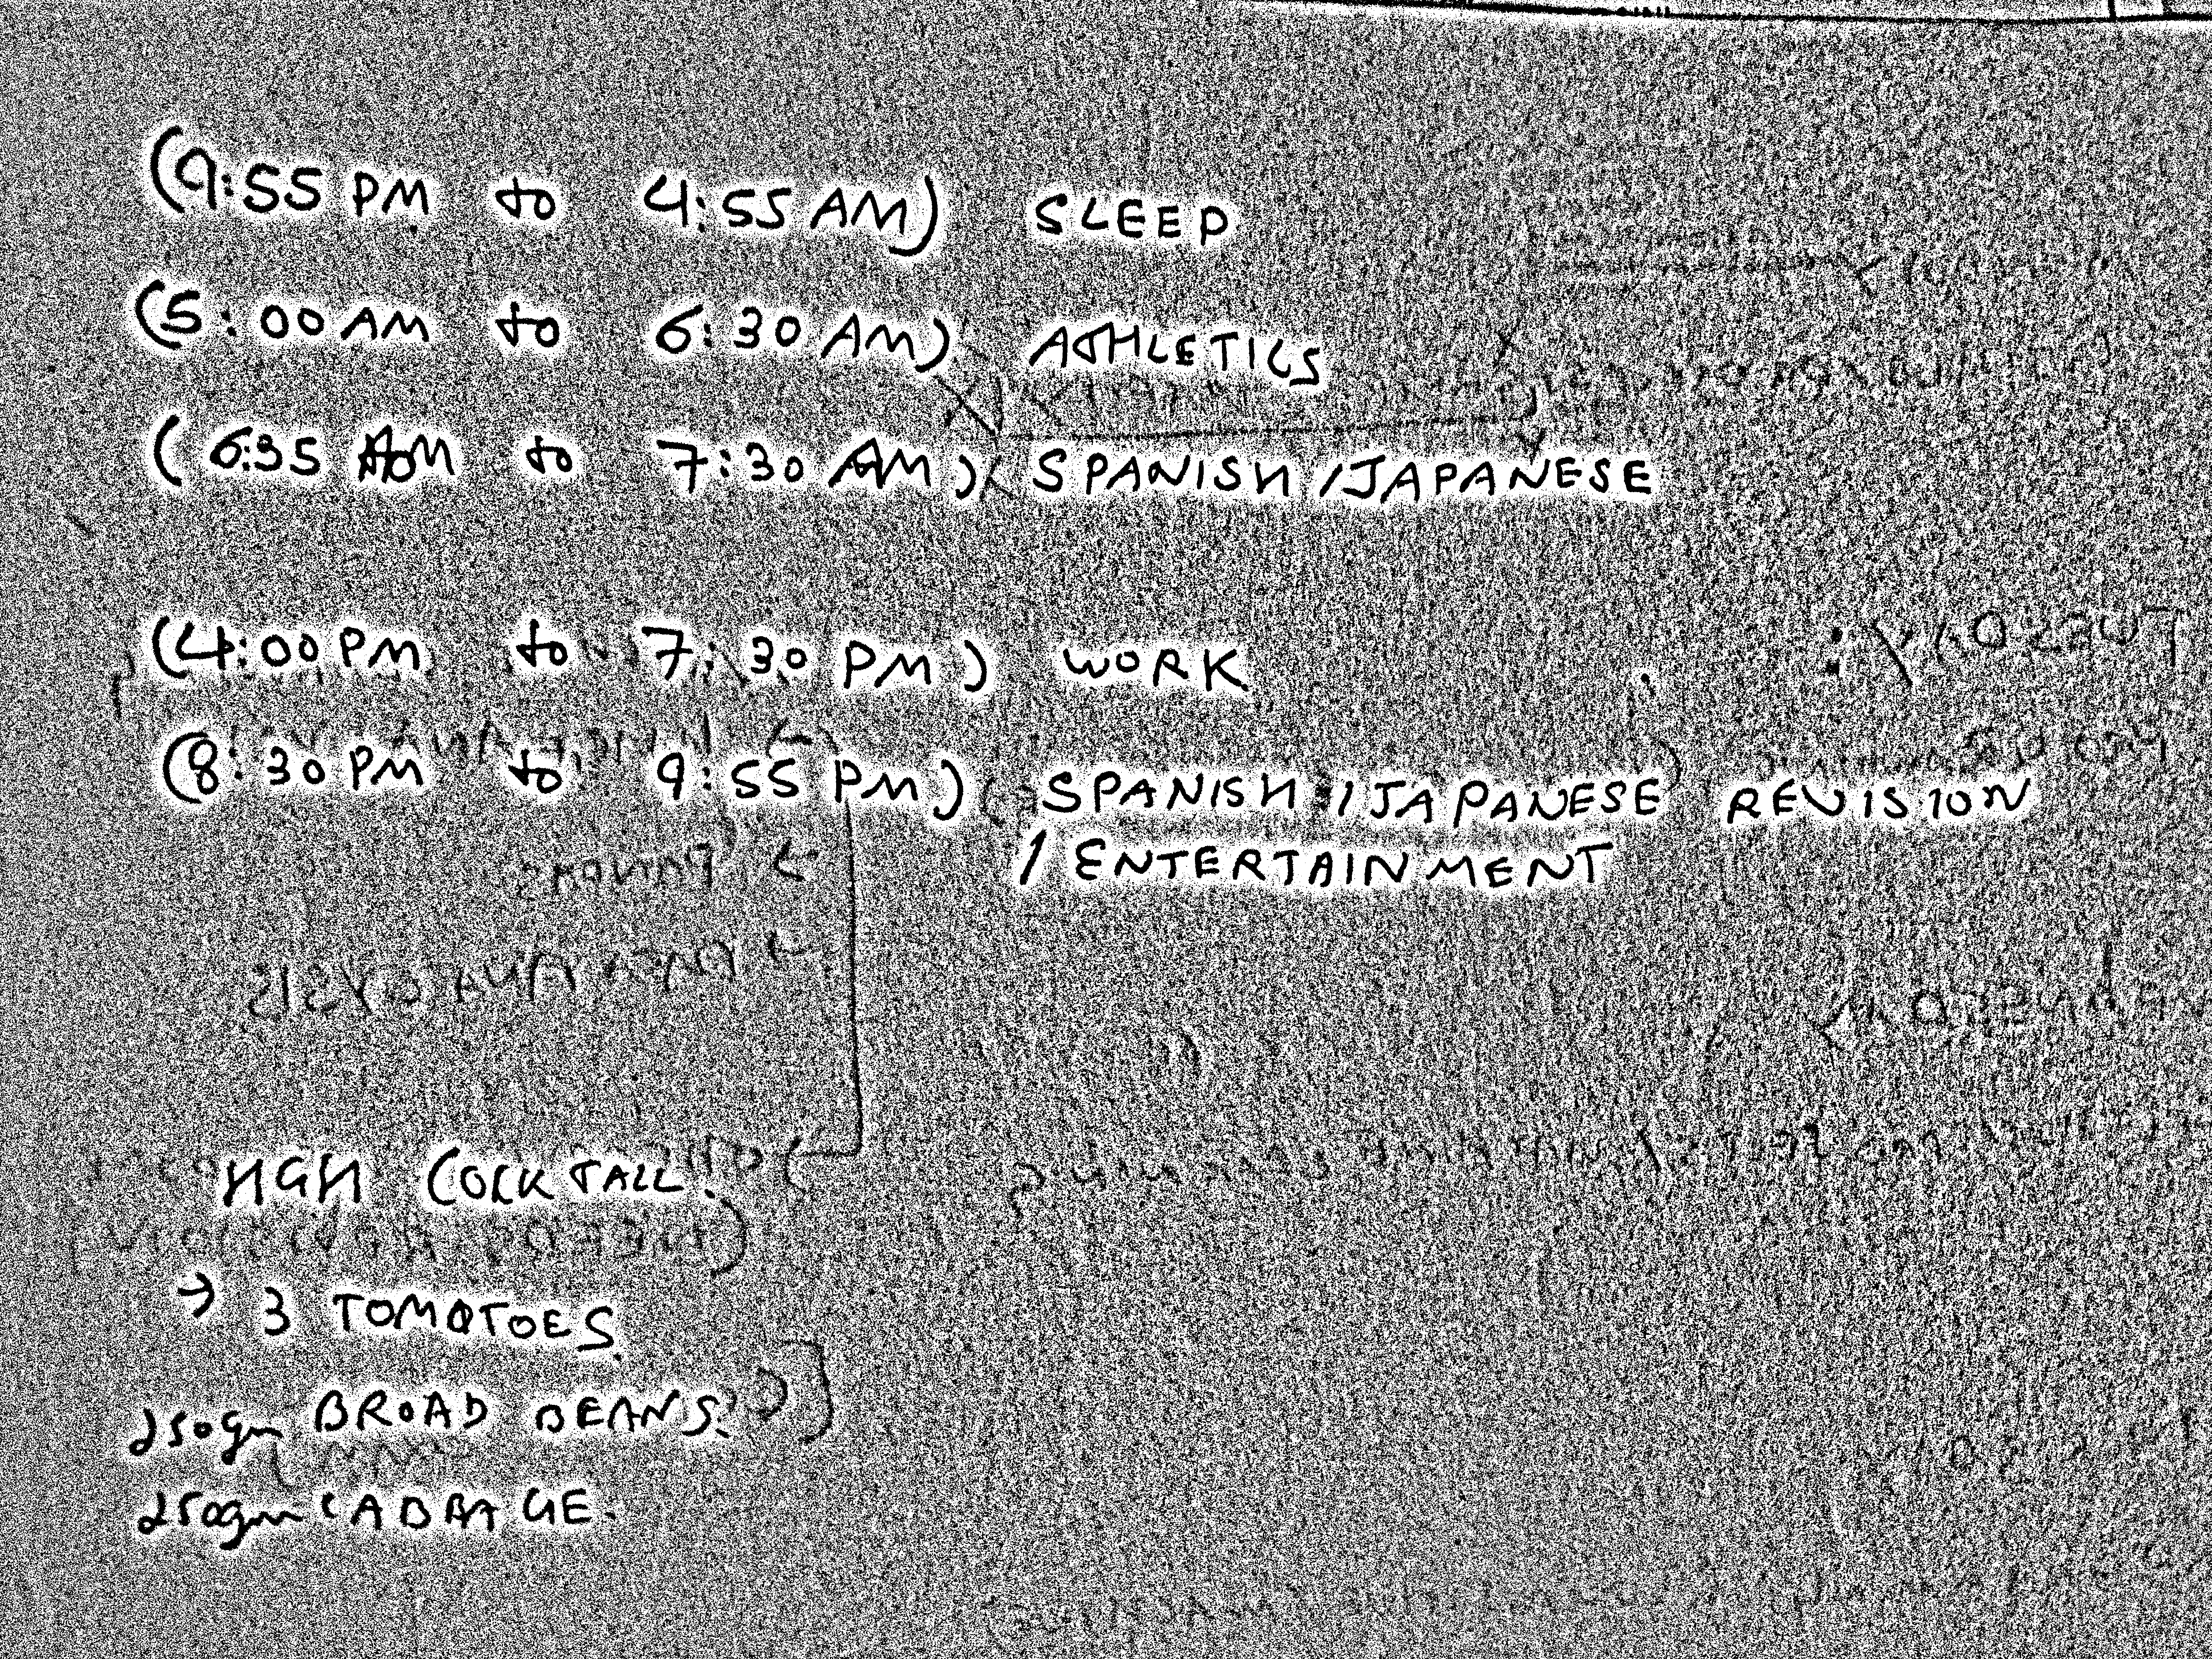 (9:55 PM to 4:55 AM) SLEEP
(5:00 AM to 6:30 AM) ATHLETICS
(6:35 AM to 7:30 AM) SPANISH / JAPANESE
(4:00 PM to 7:30 PM) WORK
(8:30 PM to 9:55 PM) SPANISH / JAPANESE REVISION
/ ENTERTAINMENT
HGH COCKTAIL.
→ 3 TOMATOES.
250gm BROAD BEANS.
250gm CABBAGE.